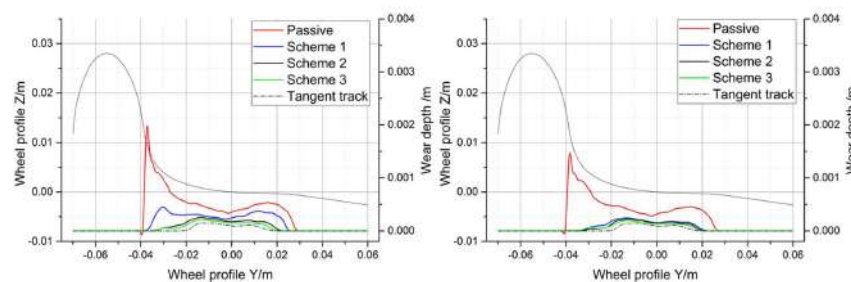 Passive
Scheme 1
Scheme 2
Scheme 3
Tangent track
0.03
0.02
0.01
0.00
-0.01
Wheel profile Z/m
0.004
0.003
0.002
0.001
0.000
Wear depth /m
-0.06 -0.04 -0.02 0.00 0.02 0.04 0.06
Wheel profile Y/m
Passive
Scheme 1
Scheme 2
Scheme 3
Tangent track
0.03
0.02
0.01
0.00
-0.01
Wheel profile Z/m
0.004
0.003
0.002
0.001
0.000
Wear depth /m
-0.06 -0.04 -0.02 0.00 0.02 0.04 0.06
Wheel profile Y/m